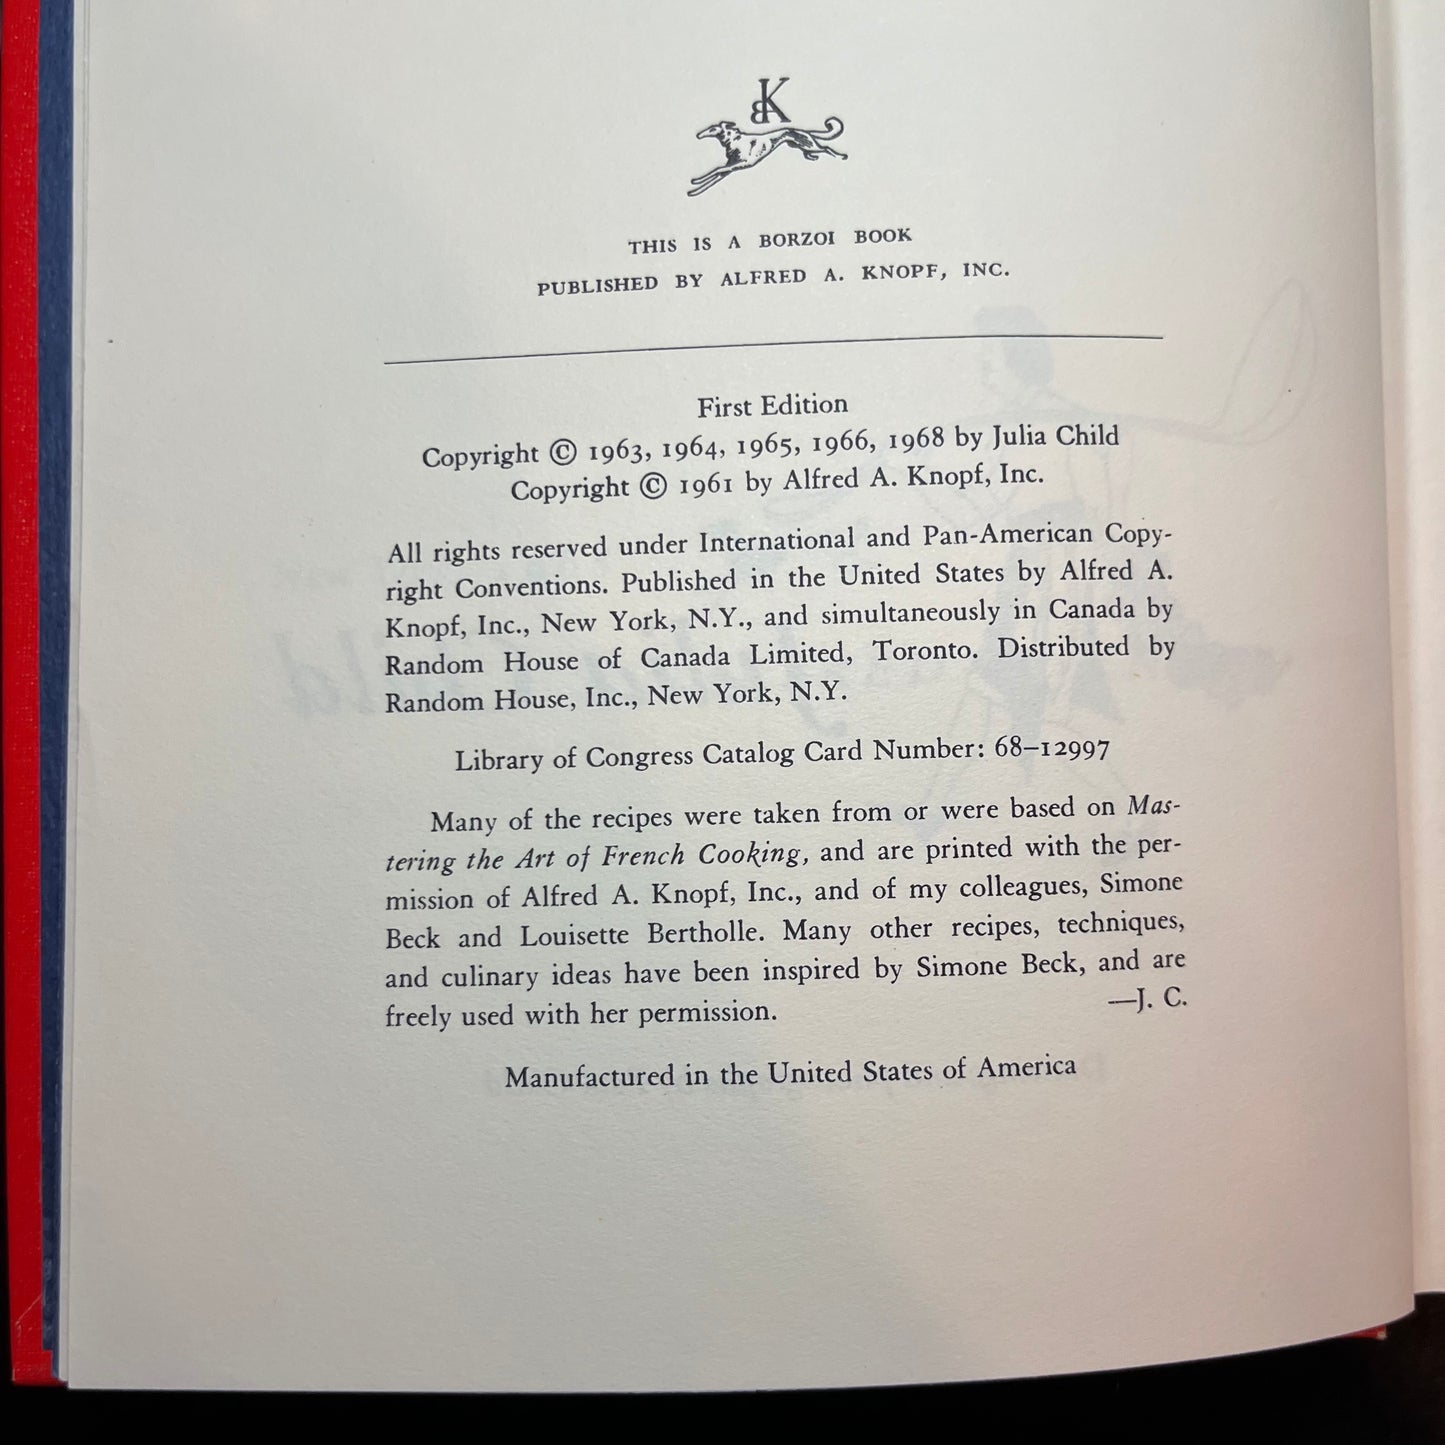 BK
THIS IS A BORZOI BOOK
PUBLISHED BY ALFRED A. KNOPF, INC.
First Edition
Copyright © 1963, 1964, 1965, 1966, 1968 by Julia Child
Copyright © 1961 by Alfred A. Knopf, Inc.
All rights reserved under International and Pan-American Copy-
right Conventions. Published in the United States by Alfred A.
Knopf, Inc., New York, N.Y., and simultaneously in Canada by
Random House of Canada Limited, Toronto. Distributed by
Random House, Inc., New York, N.Y.
Library of Congress Catalog Card Number: 68–12997
Many of the recipes were taken from or were based on Mas-
tering the Art of French Cooking, and are printed with the per-
mission of Alfred A. Knopf, Inc., and of my colleagues, Simone
Beck and Louisette Bertholle. Many other recipes, techniques,
and culinary ideas have been inspired by Simone Beck, and are
freely used with her permission. —J. C.
Manufactured in the United States of America